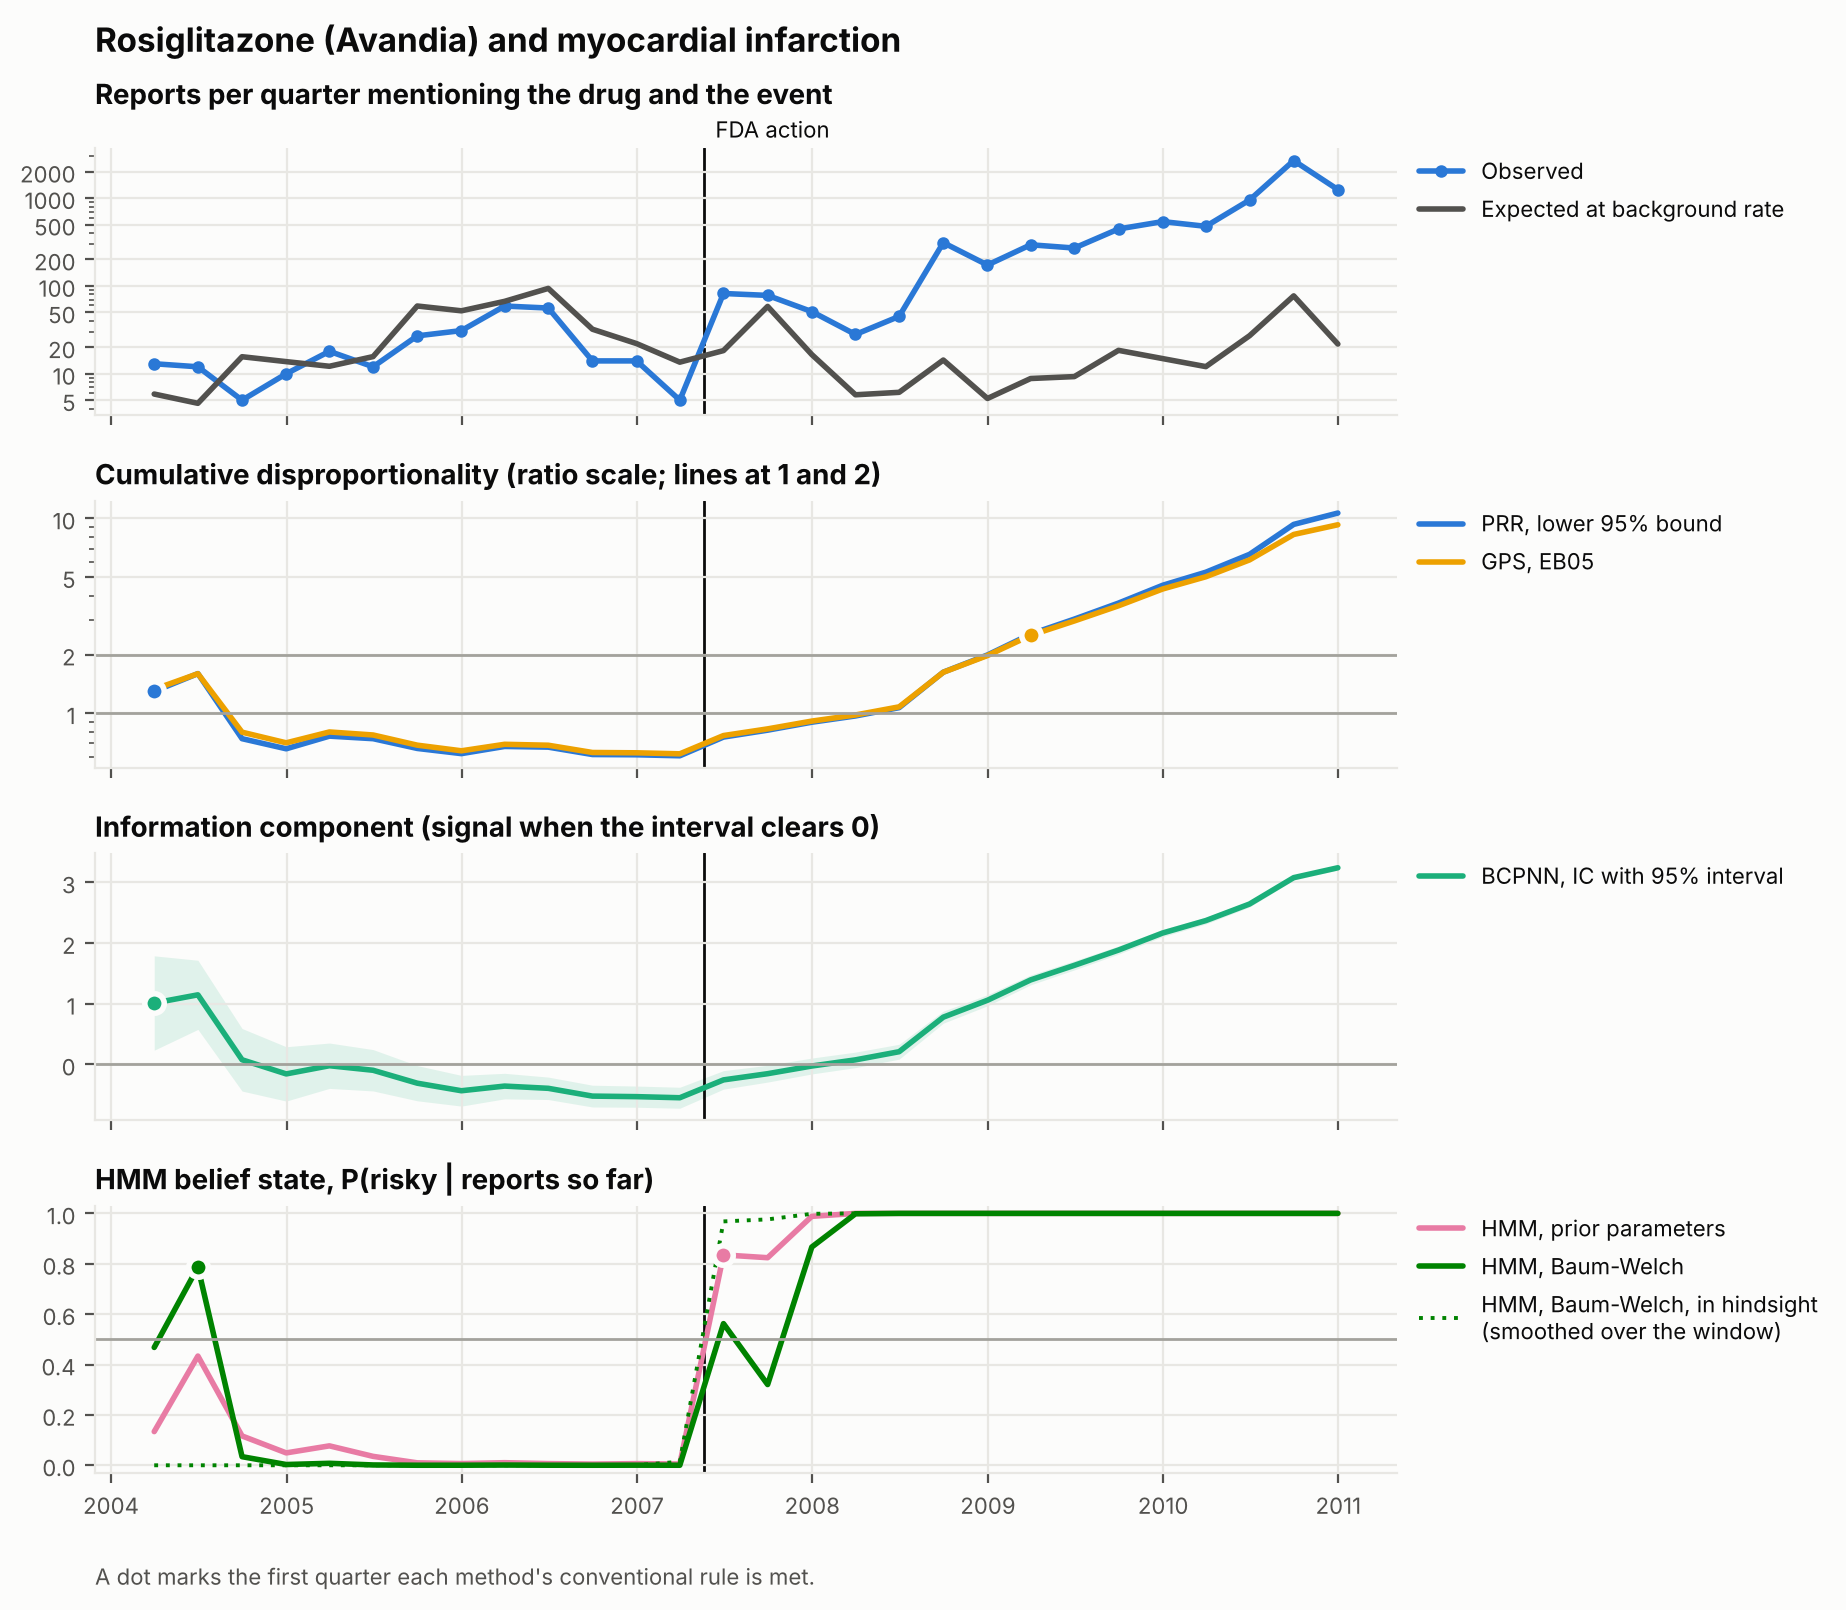 Rosiglitazone (Avandia) and myocardial infarction
Reports per quarter mentioning the drug and the event
FDA action
2000
1000
500
200
100
50
20
10
5
Observed
Expected at background rate
Cumulative disproportionality (ratio scale; lines at 1 and 2)
10
5
2
1
PRR, lower 95% bound
GPS, EB05
Information component (signal when the interval clears 0)
3
2
1
0
BCPNN, IC with 95% interval
HMM belief state, P(risky | reports so far)
1.0
0.8
0.6
0.4
0.2
0.0
HMM, prior parameters
HMM, Baum-Welch
HMM, Baum-Welch, in hindsight
(smoothed over the window)
2004 2005 2006 2007 2008 2009 2010 2011
A dot marks the first quarter each method's conventional rule is met.